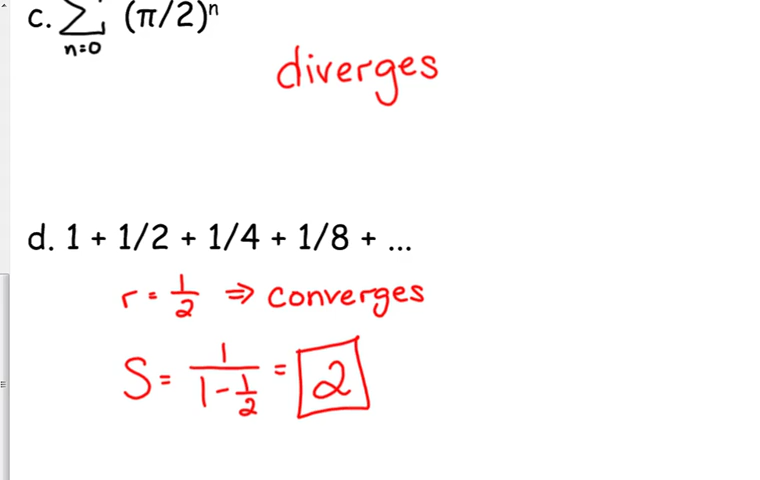 c. ∑ (π/2)ⁿ
n=0
diverges
d. 1 + 1/2 + 1/4 + 1/8 + ...
r = 1/2 ⇒ converges
S = 1/(1 - 1/2) = 2